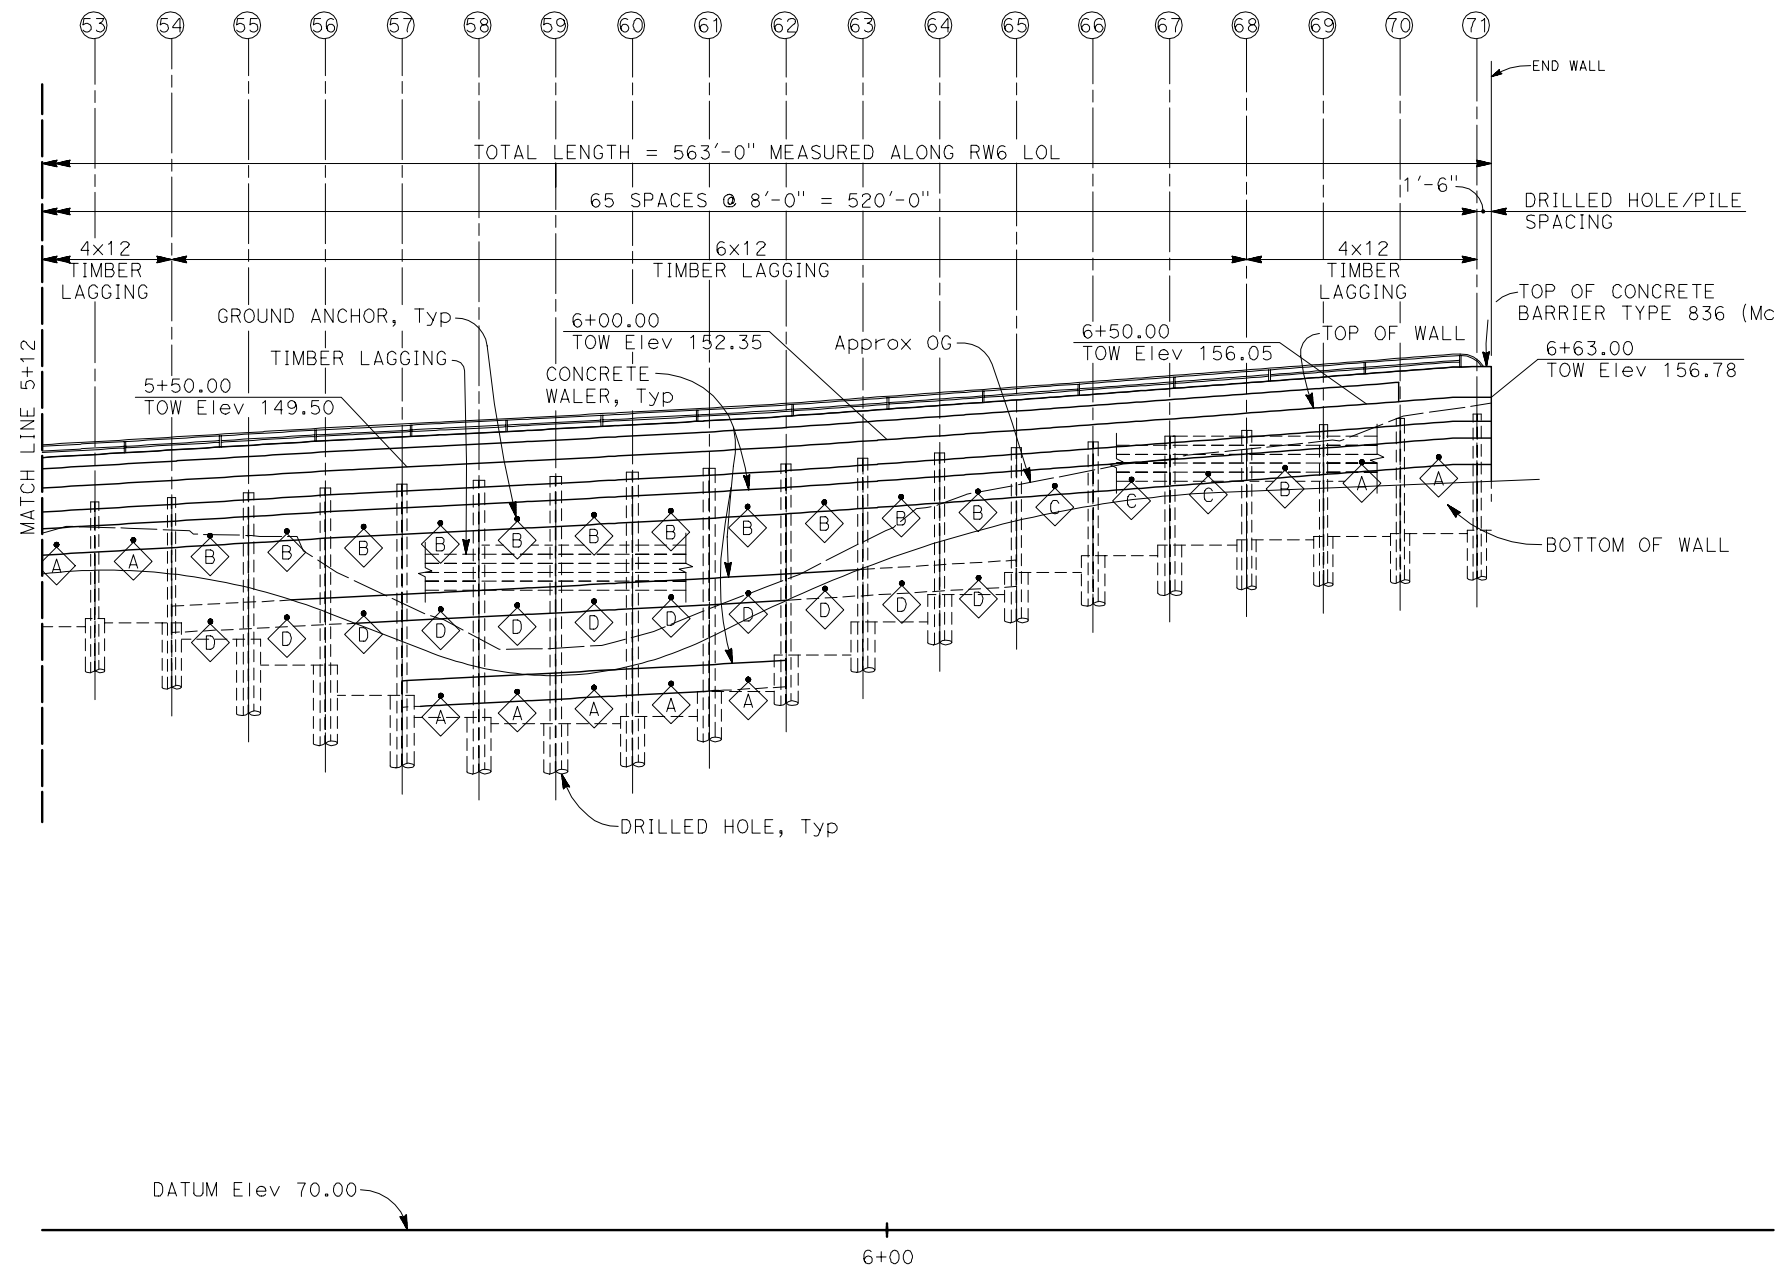 53 54 55 56 57 58 59 60 61 62 63 64 65 66 67 68 69 70 71
END WALL
TOTAL LENGTH = 563'-0" MEASURED ALONG RW6 LOL
1'-6"
65 SPACES @ 8'-0" = 520'-0"
DRILLED HOLE/PILE
SPACING
4x12
TIMBER
LAGGING
6x12
TIMBER LAGGING
4x12
TIMBER
LAGGING
TOP OF CONCRETE
BARRIER TYPE 836 (Mc
GROUND ANCHOR, Typ
6+00.00
TOW Elev 152.35
Approx OG
6+50.00
TOW Elev 156.05
TOP OF WALL
6+63.00
TOW Elev 156.78
TIMBER LAGGING
CONCRETE
WALER, Typ
5+50.00
TOW Elev 149.50
MATCH LINE 5+12
A A B B B B B B B B B B B C C C B A A
BOTTOM OF WALL
D D D D D D D D D D D
A A A A A
DRILLED HOLE, Typ
DATUM Elev 70.00
6+00